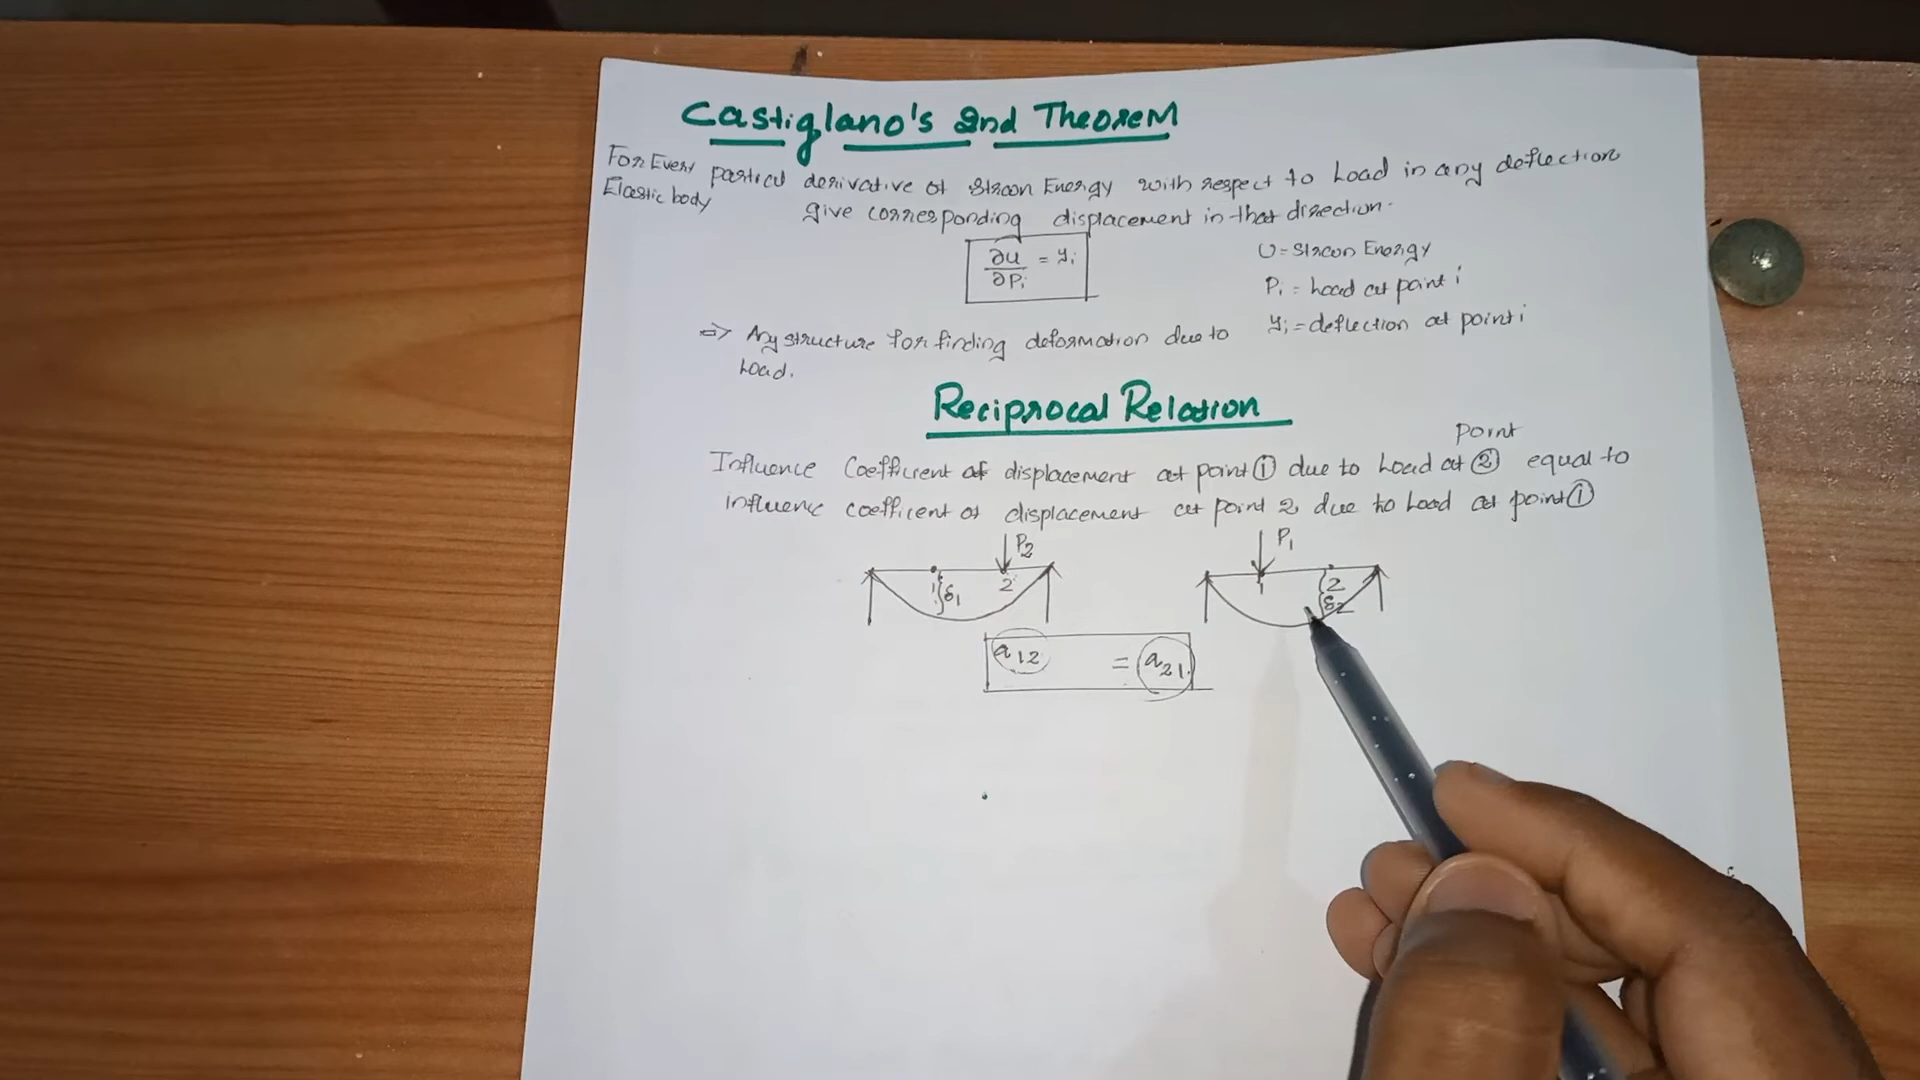 Castiglano's 2nd Theorem
For Every partical derivative of Strain Energy with respect to Load in any deflection
Elastic body give corresponding displacement in that direction.
∂u/∂Pi = yi
U = Strain Energy
Pi = Load at point i
yi = deflection at point i
⇒ Any structure for finding deformation due to
Load.
Reciprocal Relation
point
Influence Coefficient of displacement at point ① due to Load at ② equal to
Influenc coefficent of displacement at point 2 due to Load at point ①
P2
1 δ1 2
P1
1 2
δ2
a12 = a21